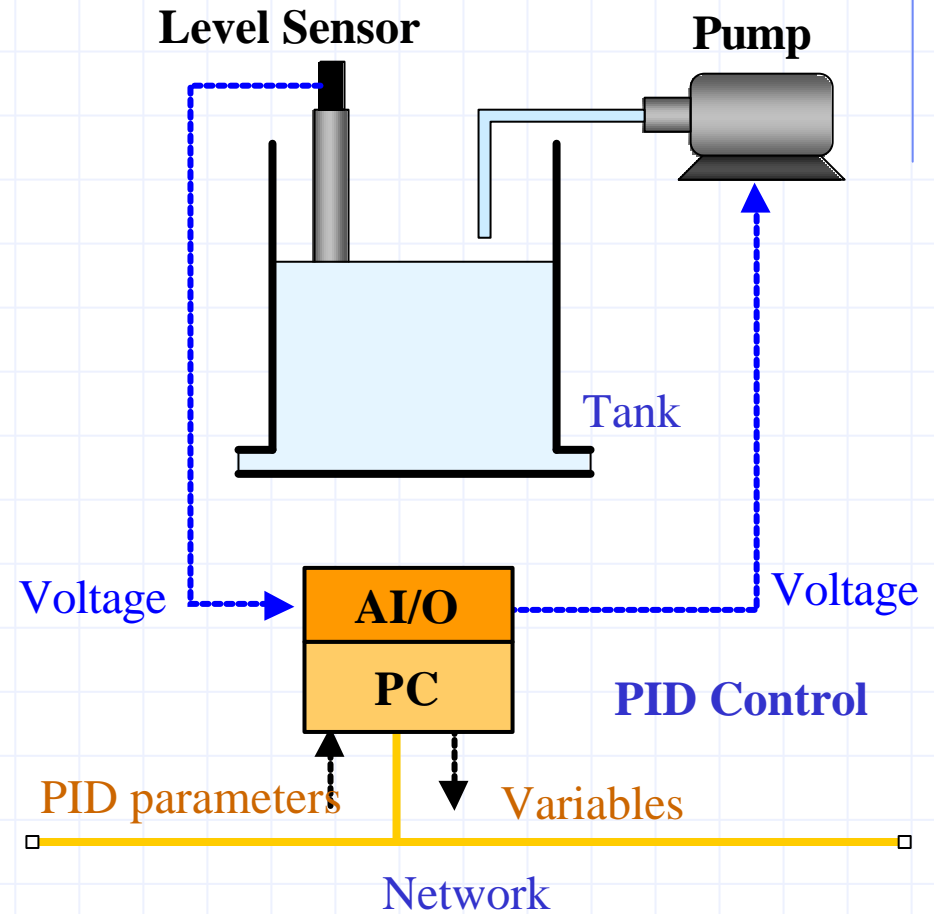 Level Sensor
Pump
Tank
Voltage
AI/O
Voltage
PC
PID Control
PID parameters
Variables
Network